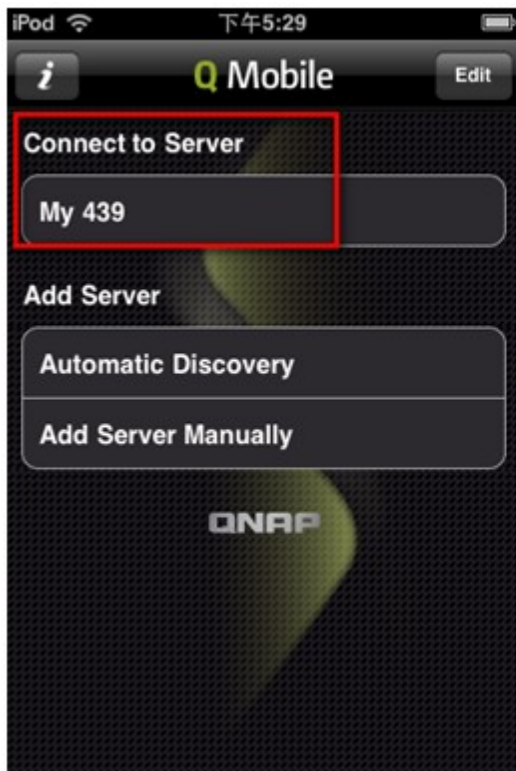 iPod 下午5:29
i Q Mobile Edit
Connect to Server
My 439
Add Server
Automatic Discovery
Add Server Manually
QNAP